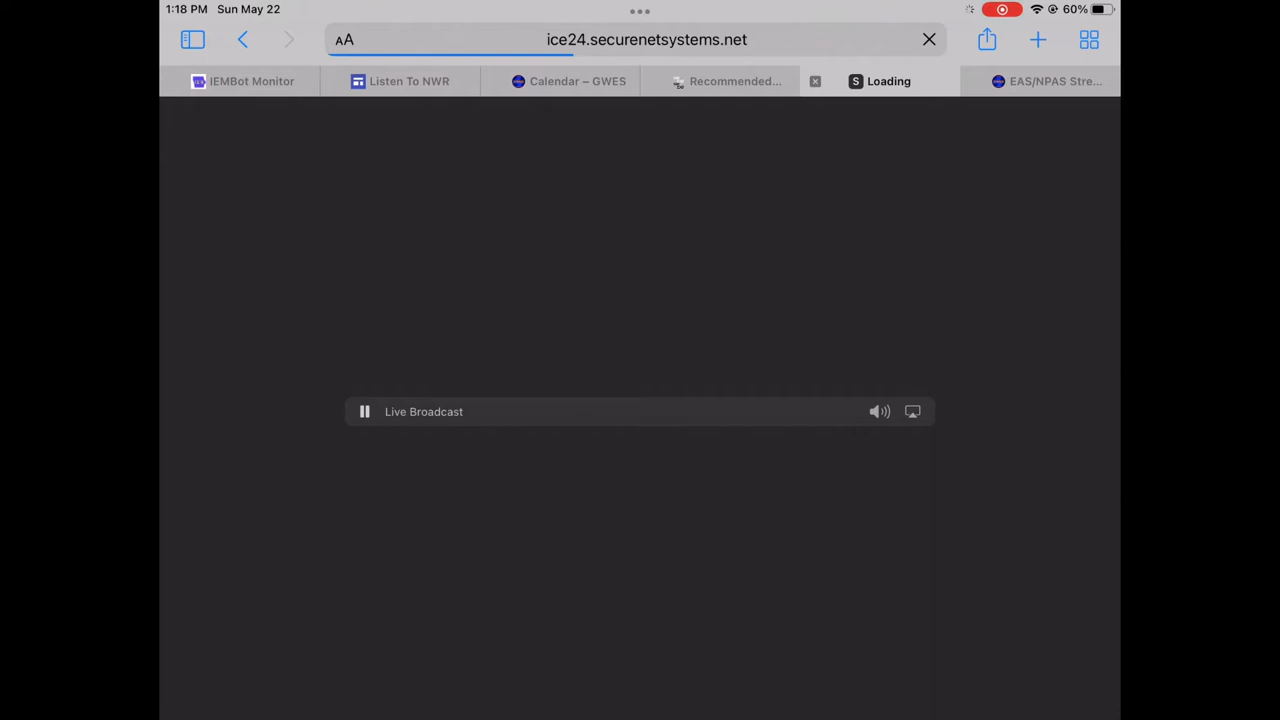 1:18 PM Sun May 22
60%
AA
ice24.securenetsystems.net
IEMBot Monitor
Listen To NWR
Calendar – GWES
Recommended...
S Loading
EAS/NPAS Stre...
Live Broadcast